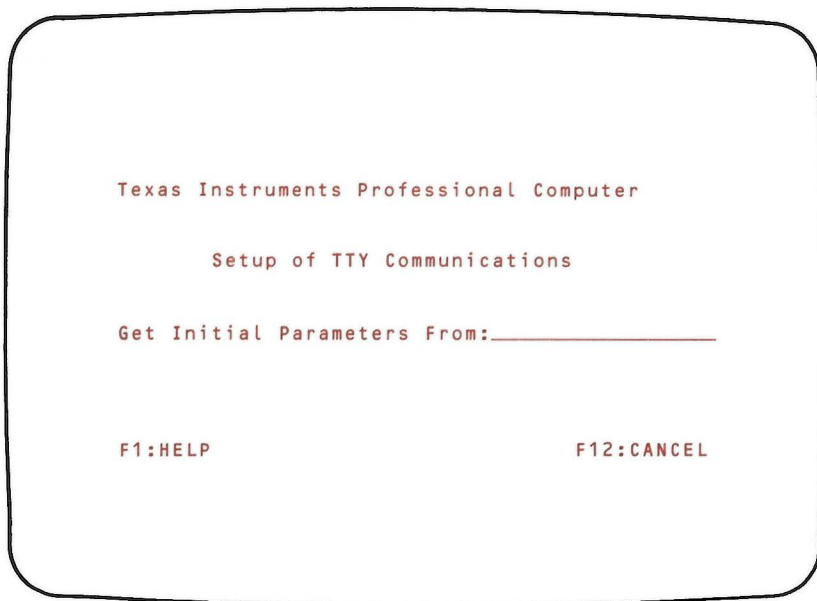 Texas Instruments Professional Computer
Setup of TTY Communications
Get Initial Parameters From:
F1:HELP F12:CANCEL